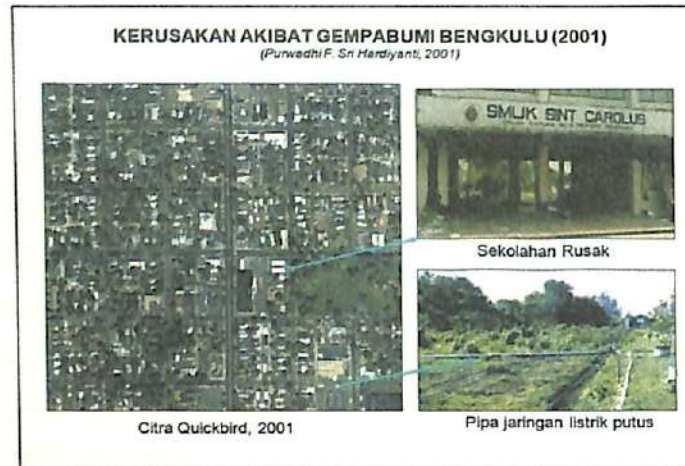 KERUSAKAN AKIBAT GEMPABUMI BENGKULU (2001)
(Purwadhi F. Sri Hardiyanti, 2001)
SMUK SINT CAROLUS
Sekolahan Rusak
Citra Quickbird, 2001
Pipa jaringan listrik putus